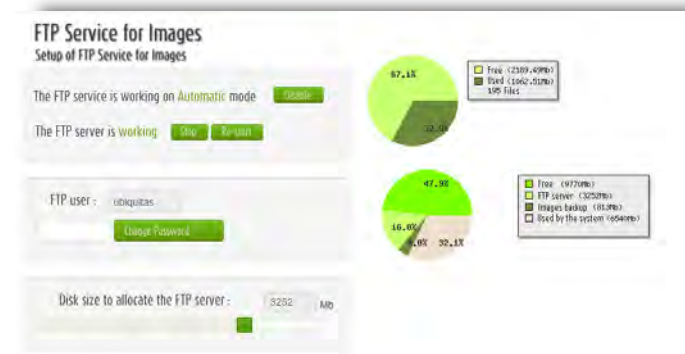 FTP Service for Images
Setup of FTP Service for Images
The FTP service is working on Automatic mode Disable
The FTP server is working Stop Re-start
67.1%
32.9%
Free (2189.49Mb)
Used (1062.51Mb)
195 Files
FTP user : ubiquitas
Change Password
47.9%
16.0%
4.0% 32.1%
Free (9770Mb)
FTP server (3252Mb)
Images backup (813Mb)
Used by the system (6540Mb)
Disk size to allocate the FTP server : 3252 Mb